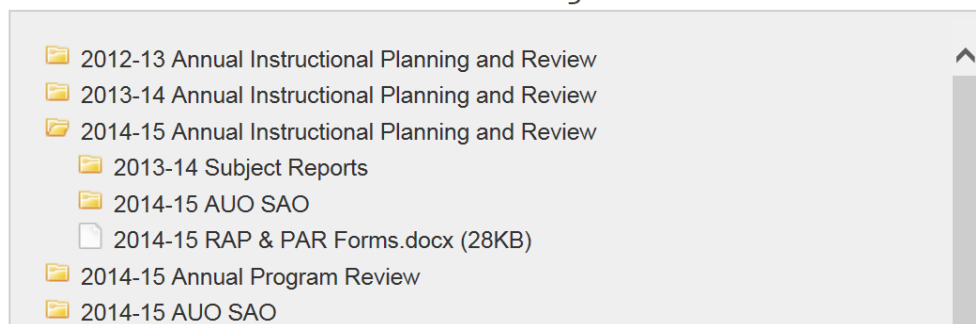 2012-13 Annual Instructional Planning and Review
2013-14 Annual Instructional Planning and Review
2014-15 Annual Instructional Planning and Review
2013-14 Subject Reports
2014-15 AUO SAO
2014-15 RAP & PAR Forms.docx (28KB)
2014-15 Annual Program Review
2014-15 AUO SAO